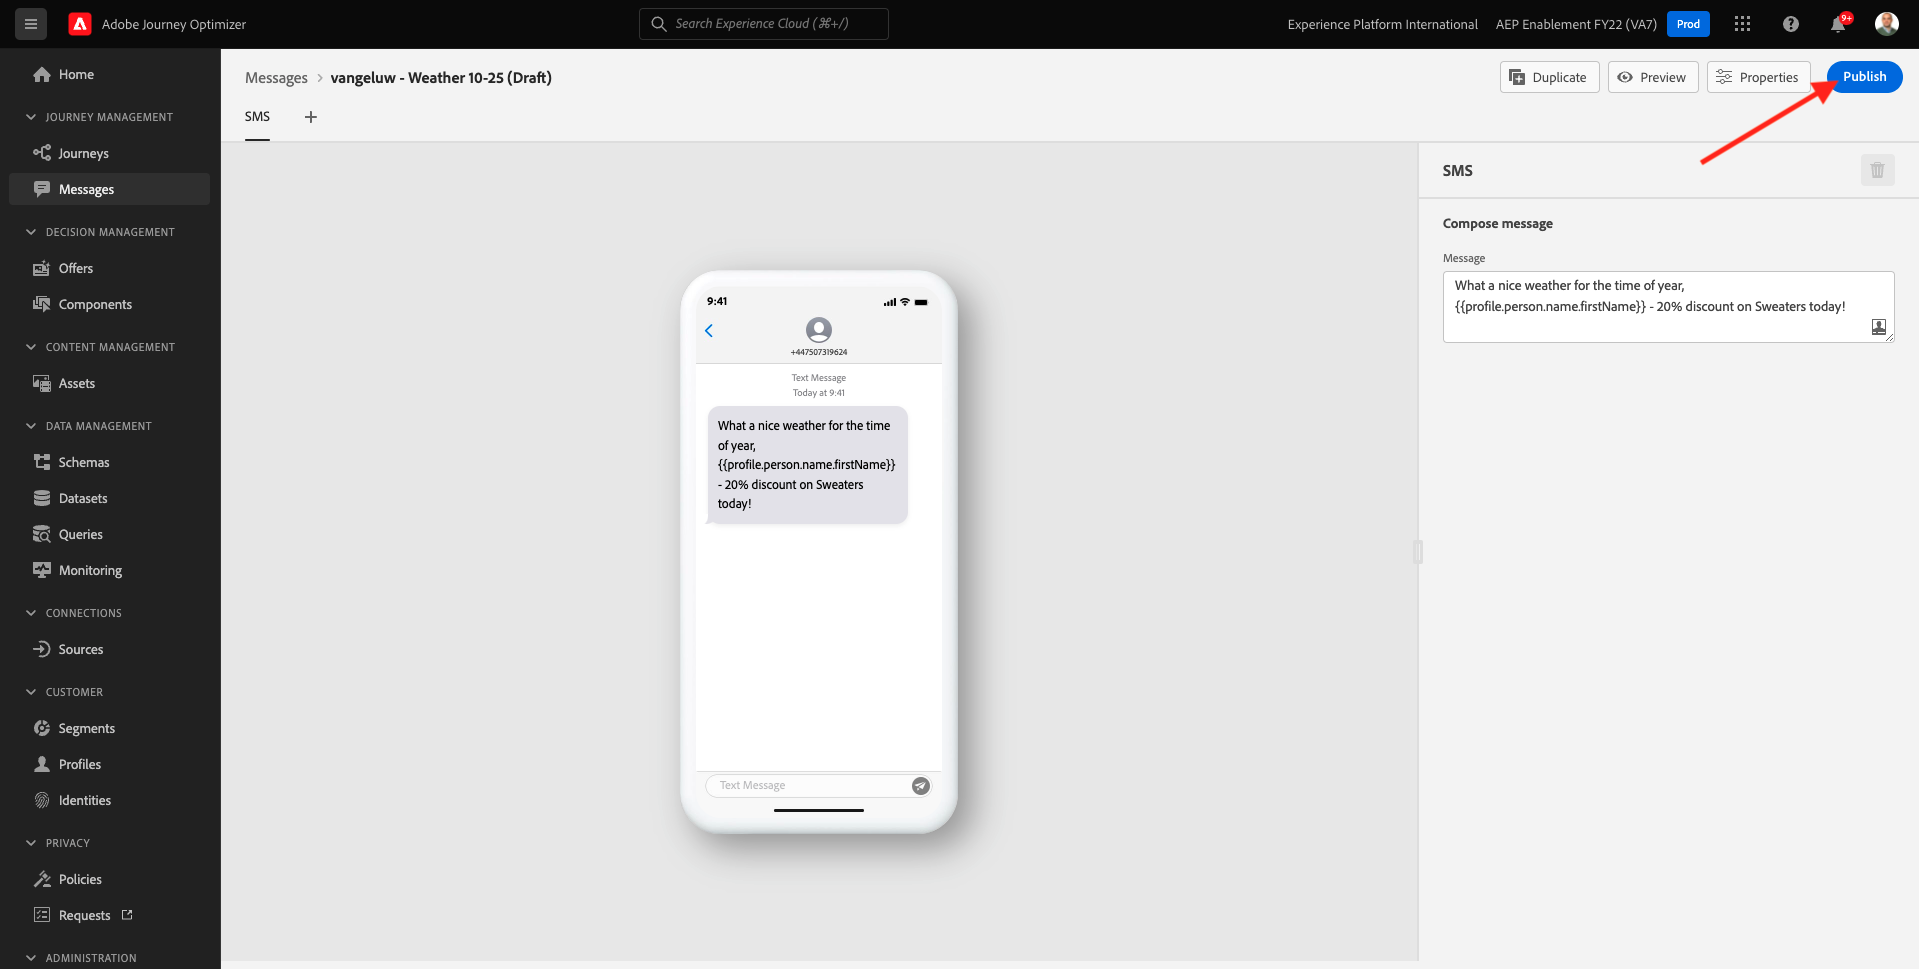 Adobe Journey Optimizer
Search Experience Cloud (⌘+/)
Experience Platform International
AEP Enablement FY22 (VA7)
Prod
9+
Home
JOURNEY MANAGEMENT
Journeys
Messages
DECISION MANAGEMENT
Offers
Components
CONTENT MANAGEMENT
Assets
DATA MANAGEMENT
Schemas
Datasets
Queries
Monitoring
CONNECTIONS
Sources
CUSTOMER
Segments
Profiles
Identities
PRIVACY
Policies
Requests
ADMINISTRATION
Messages > vangeluw - Weather 10-25 (Draft)
Duplicate
Preview
Properties
Publish
SMS
9:41
+447507319624
Text Message
Today at 9:41
What a nice weather for the time
of year,
{{profile.person.name.firstName}}
- 20% discount on Sweaters
today!
Text Message
SMS
Compose message
Message
What a nice weather for the time of year,
{{profile.person.name.firstName}} - 20% discount on Sweaters today!